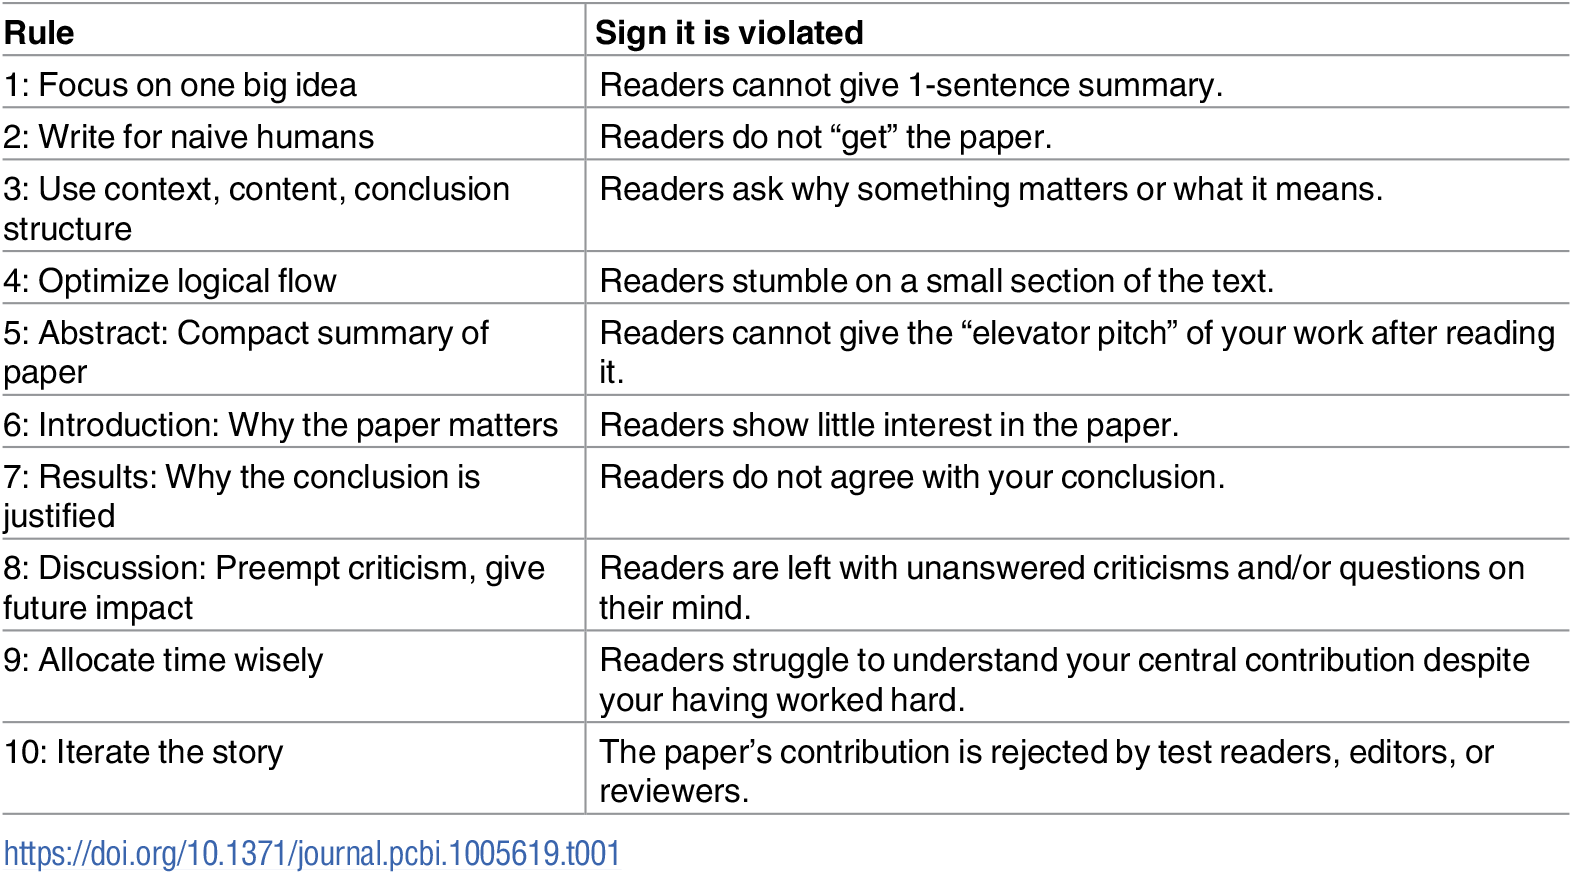 Rule
Sign it is violated
1: Focus on one big idea
Readers cannot give 1-sentence summary.
2: Write for naive humans
Readers do not “get” the paper.
3: Use context, content, conclusion
structure
Readers ask why something matters or what it means.
4: Optimize logical flow
Readers stumble on a small section of the text.
5: Abstract: Compact summary of
paper
Readers cannot give the “elevator pitch” of your work after reading
it.
6: Introduction: Why the paper matters
Readers show little interest in the paper.
7: Results: Why the conclusion is
justified
Readers do not agree with your conclusion.
8: Discussion: Preempt criticism, give
future impact
Readers are left with unanswered criticisms and/or questions on
their mind.
9: Allocate time wisely
Readers struggle to understand your central contribution despite
your having worked hard.
10: Iterate the story
The paper’s contribution is rejected by test readers, editors, or
reviewers.
https://doi.org/10.1371/journal.pcbi.1005619.t001